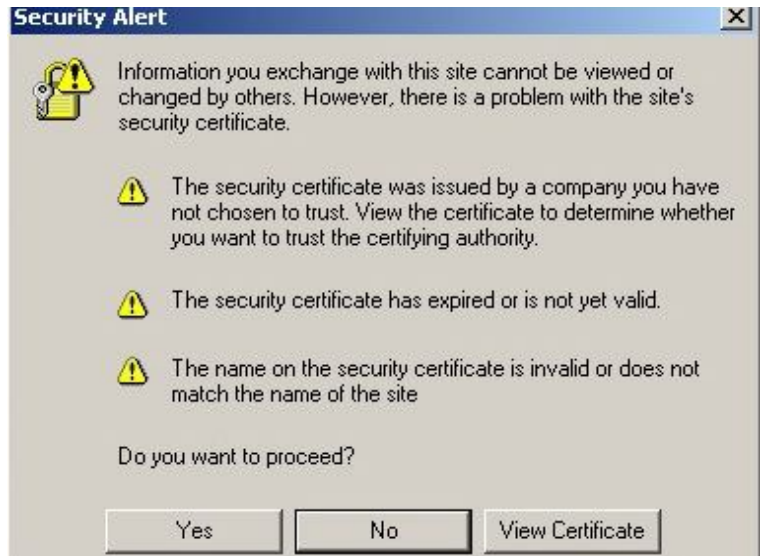 Security Alert
Information you exchange with this site cannot be viewed or
changed by others. However, there is a problem with the site's
security certificate.
The security certificate was issued by a company you have
not chosen to trust. View the certificate to determine whether
you want to trust the certifying authority.
The security certificate has expired or is not yet valid.
The name on the security certificate is invalid or does not
match the name of the site
Do you want to proceed?
Yes No View Certificate